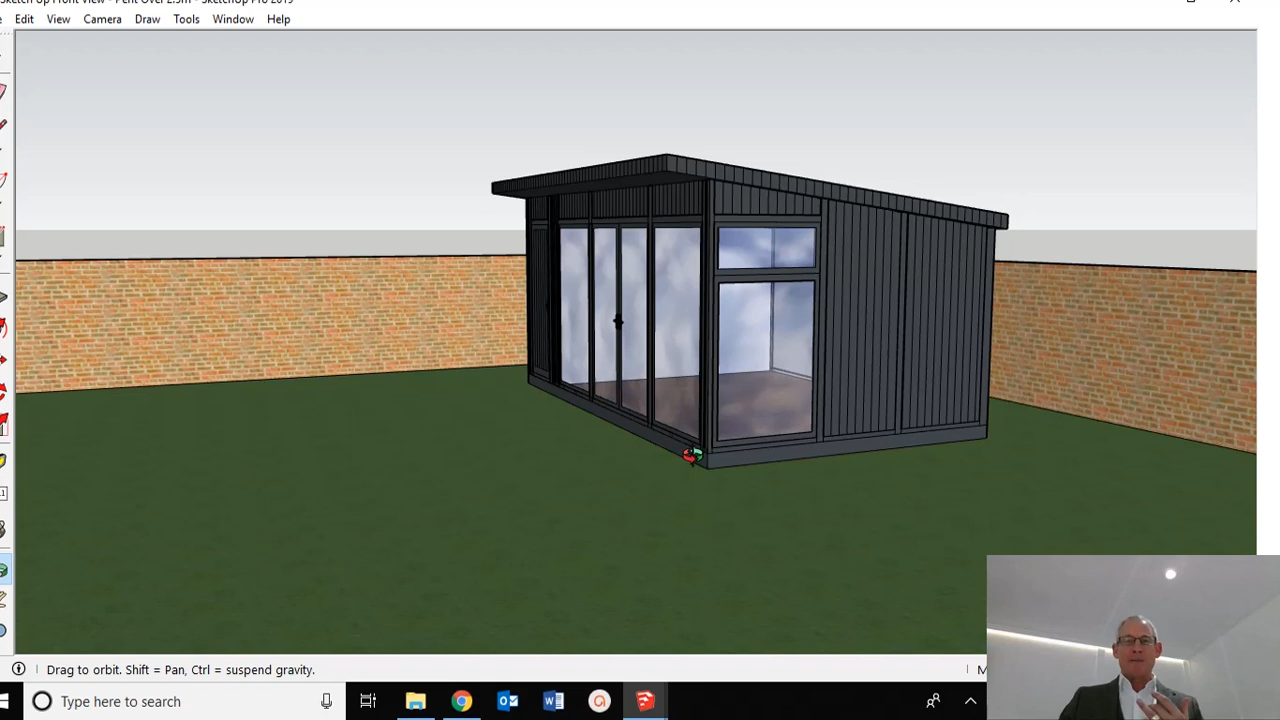 Edit View Camera Draw Tools Window Help
Drag to orbit. Shift = Pan, Ctrl = suspend gravity.
Type here to search